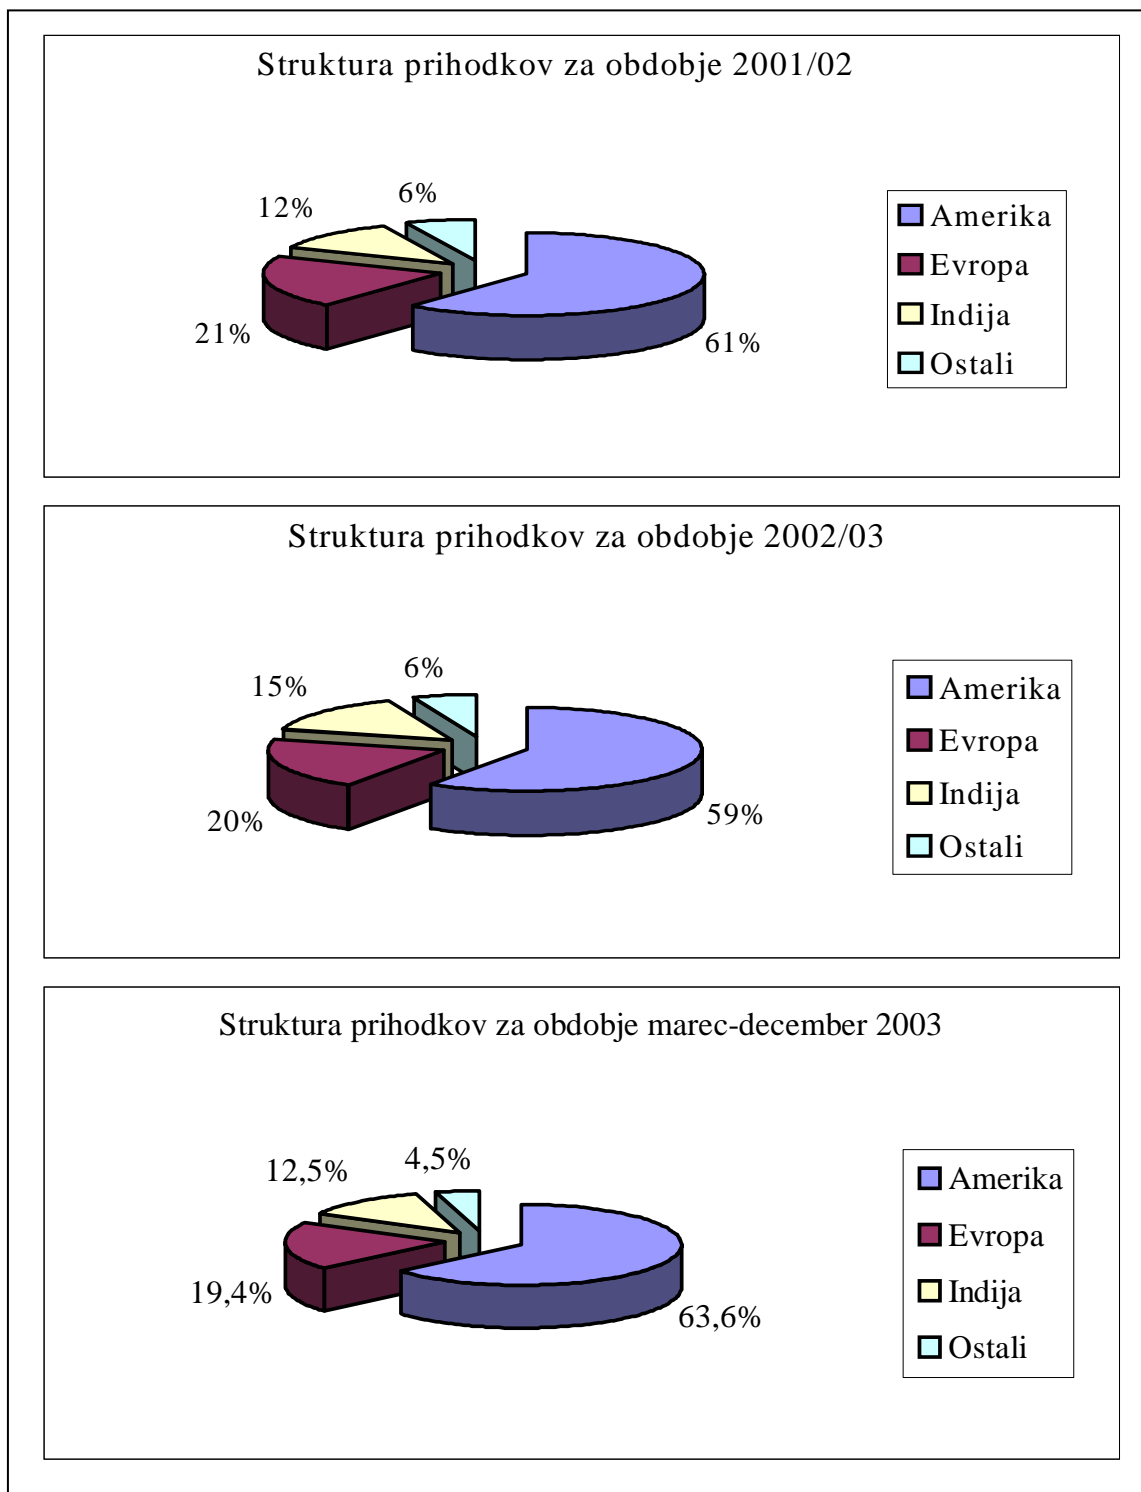 Struktura prihodkov za obdobje 2001/02
6%
12%
21%
61%
Amerika
Evropa
Indija
Ostali
Struktura prihodkov za obdobje 2002/03
6%
15%
20%
59%
Amerika
Evropa
Indija
Ostali
Struktura prihodkov za obdobje marec-december 2003
4,5%
12,5%
19,4%
63,6%
Amerika
Evropa
Indija
Ostali